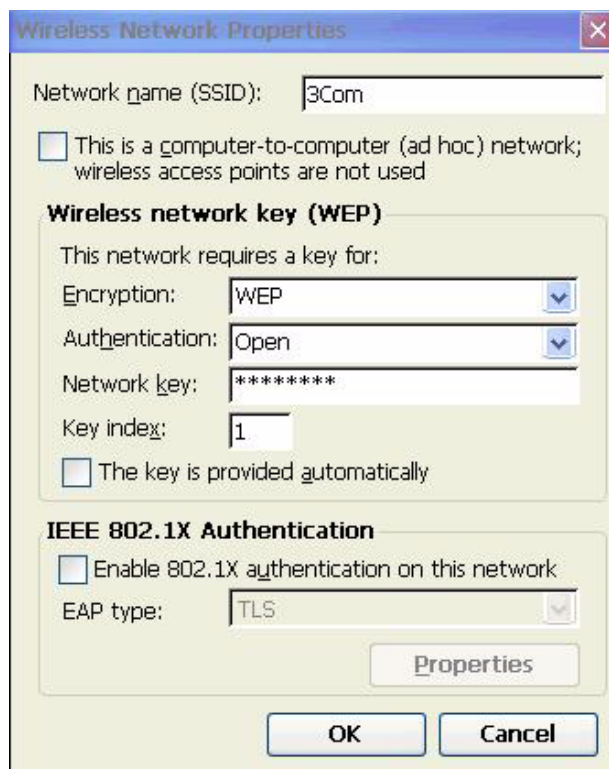 Wireless Network Properties
Network name (SSID): 3Com
This is a computer-to-computer (ad hoc) network;
wireless access points are not used
Wireless network key (WEP)
This network requires a key for:
Encryption: WEP
Authentication: Open
Network key: ********
Key index: 1
The key is provided automatically
IEEE 802.1X Authentication
Enable 802.1X authentication on this network
EAP type: TLS
Properties
OK Cancel